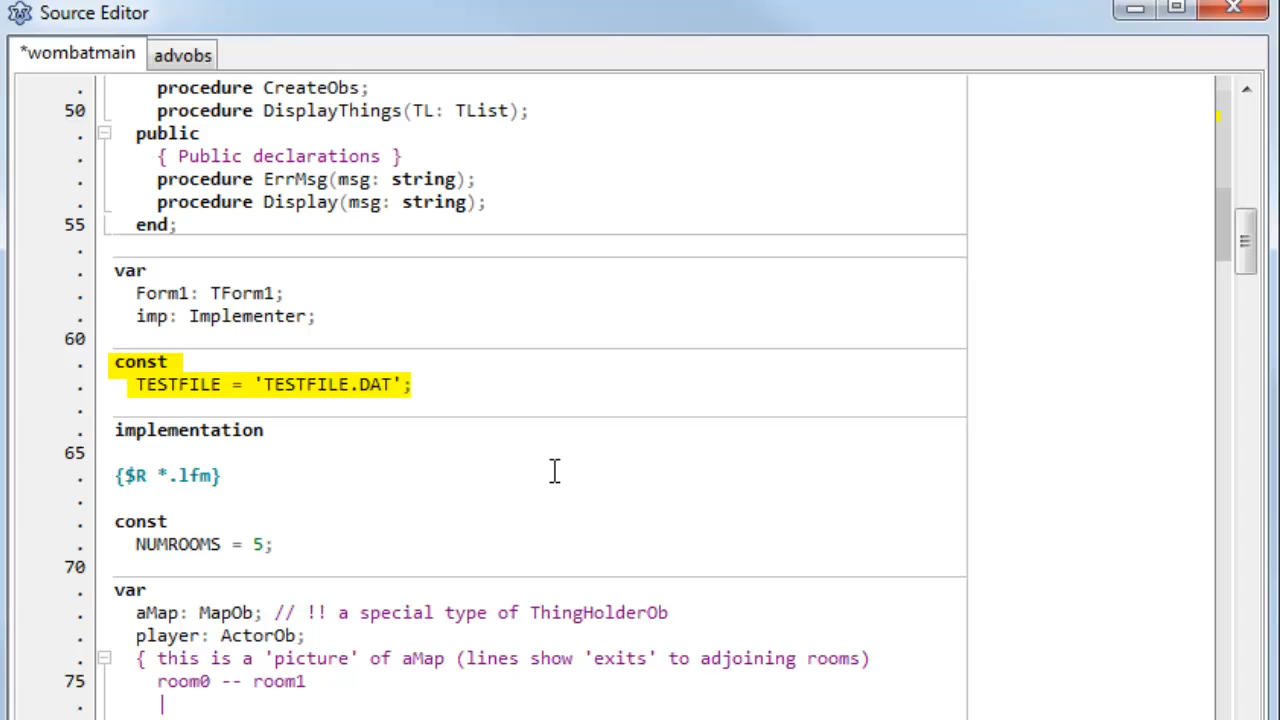 Source Editor
*wombatmain
advobs
. procedure CreateObs;
50 procedure DisplayThings(TL: TList);
. public
. { Public declarations }
. procedure ErrMsg(msg: string);
. procedure Display(msg: string);
55 end;
.
. var
. Form1: TForm1;
. imp: Implementer;
60
. const
. TESTFILE = 'TESTFILE.DAT';
.
. implementation
65
. {$R *.lfm}
.
. const
. NUMROOMS = 5;
70
. var
. aMap: MapOb; // !! a special type of ThingHolderOb
. player: ActorOb;
. { this is a 'picture' of aMap (lines show 'exits' to adjoining rooms)
75 room0 -- room1
. |